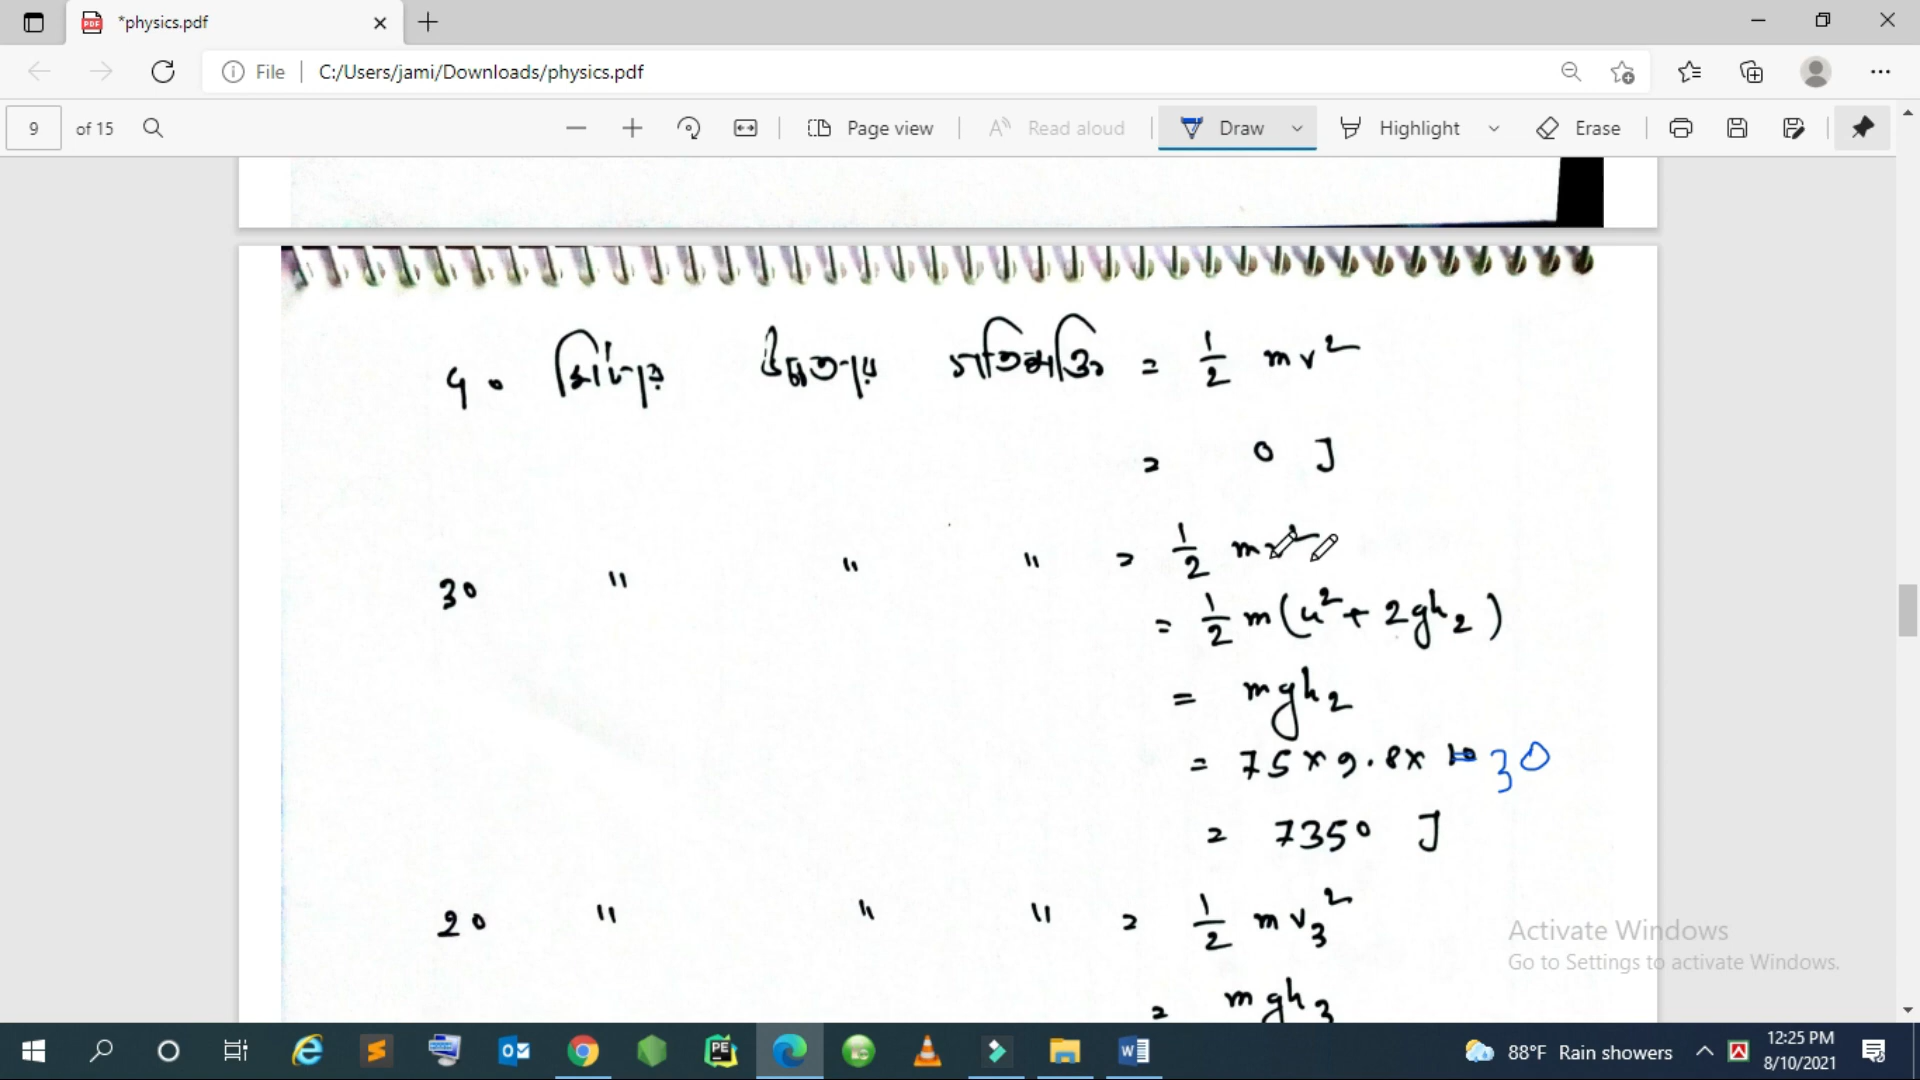 *physics.pdf
File C:/Users/jami/Downloads/physics.pdf
9 of 15 Page view Read aloud Draw Highlight Erase
৭০ মিটার উচ্চতায় গতিশক্তি = 1/2 mv²
= 0 J
30 " " " = 1/2 mv²
= 1/2 m(u² + 2gh₂)
= mgh₂
= 75 × 9.8 × 10 30
= 7350 J
20 " " " = 1/2 mv₃²
= mgh₃
Activate Windows
Go to Settings to activate Windows.
88°F Rain showers 12:25 PM
8/10/2021